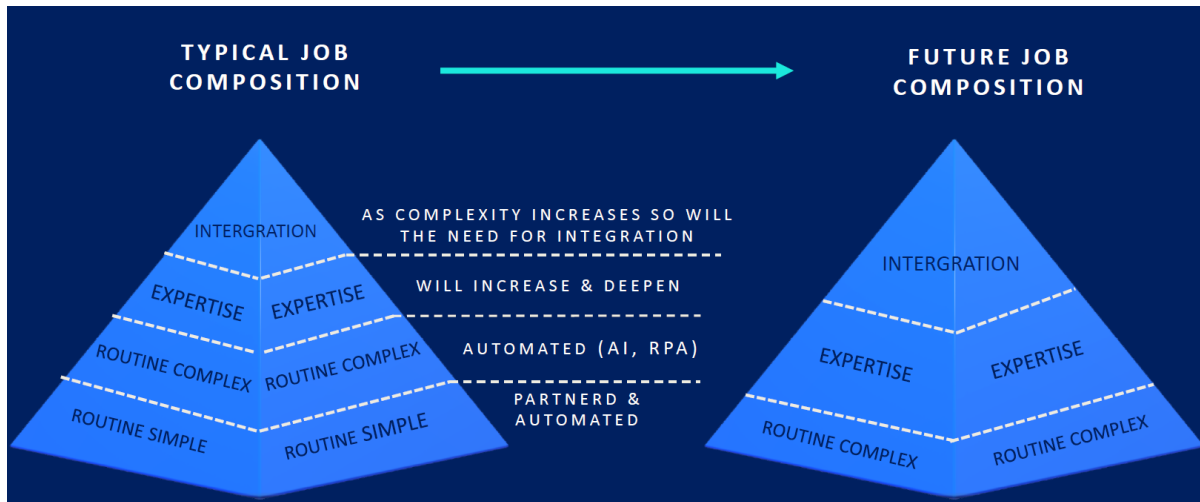 TYPICAL JOB
COMPOSITION
FUTURE JOB
COMPOSITION
INTERGRATION
EXPERTISE
EXPERTISE
ROUTINE COMPLEX
ROUTINE COMPLEX
ROUTINE SIMPLE
ROUTINE SIMPLE
AS COMPLEXITY INCREASES SO WILL
THE NEED FOR INTEGRATION
WILL INCREASE & DEEPEN
AUTOMATED (AI, RPA)
PARTNERD &
AUTOMATED
INTERGRATION
EXPERTISE
EXPERTISE
ROUTINE COMPLEX
ROUTINE COMPLEX